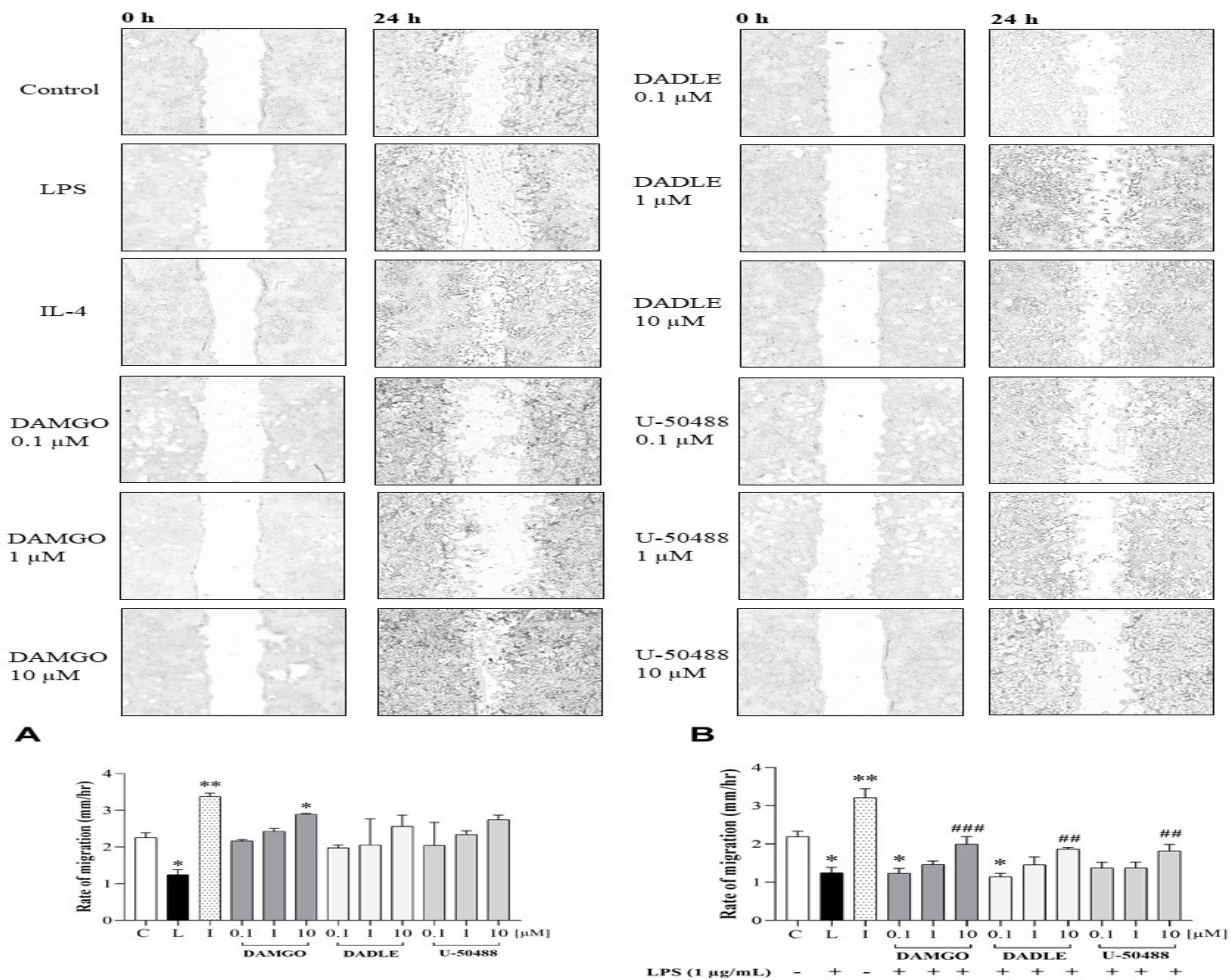 0 h 24 h 0 h 24 h
Control
LPS
IL-4
DAMGO
0.1 µM
DAMGO
1 µM
DAMGO
10 µM
DADLE
0.1 µM
DADLE
1 µM
DADLE
10 µM
U-50488
0.1 µM
U-50488
1 µM
U-50488
10 µM
A
Rate of migration (mm/hr)
4
3
2
1
0
* ** *
C L I 0.1 1 10 0.1 1 10 0.1 1 10 [µM]
DAMGO DADLE U-50488
B
Rate of migration (mm/hr)
4
3
2
1
0
* ** * ### * ## ##
C L I 0.1 1 10 0.1 1 10 0.1 1 10 [µM]
DAMGO DADLE U-50488
LPS (1 µg/mL) - + - + + + + + + + + +